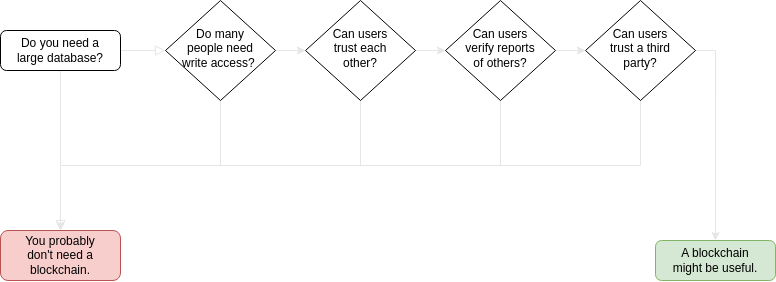 Do you need a
large database?
Do many
people need
write access?
Can users
trust each
other?
Can users
verify reports
of others?
Can users
trust a third
party?
You probably
don't need a
blockchain.
A blockchain
might be useful.